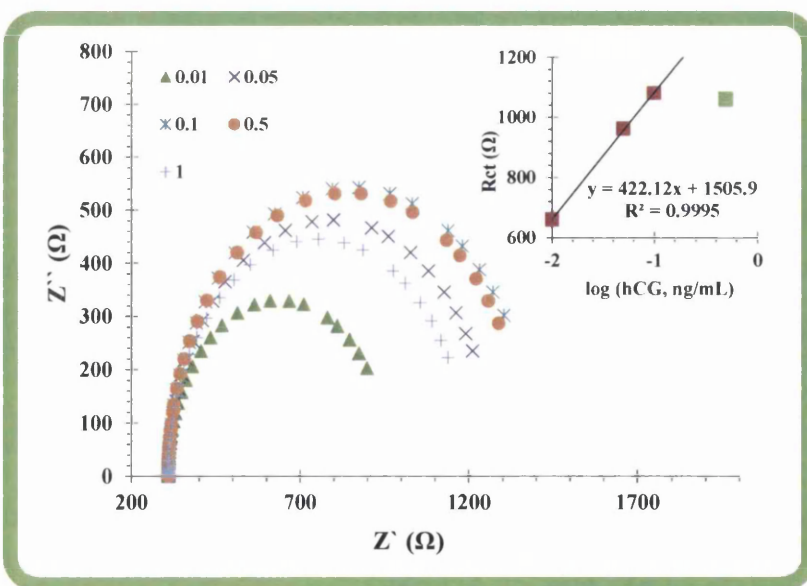 800
700
600
500
400
300
200
100
0
Z`` (Ω)
▲ 0.01 × 0.05
0.1 ● 0.5
+ 1
200 700 1200 1700
Z` (Ω)
1200
1000
800
600
Rct (Ω)
y = 422.12x + 1505.9
R² = 0.9995
-2 -1 0
log (hCG, ng/mL)